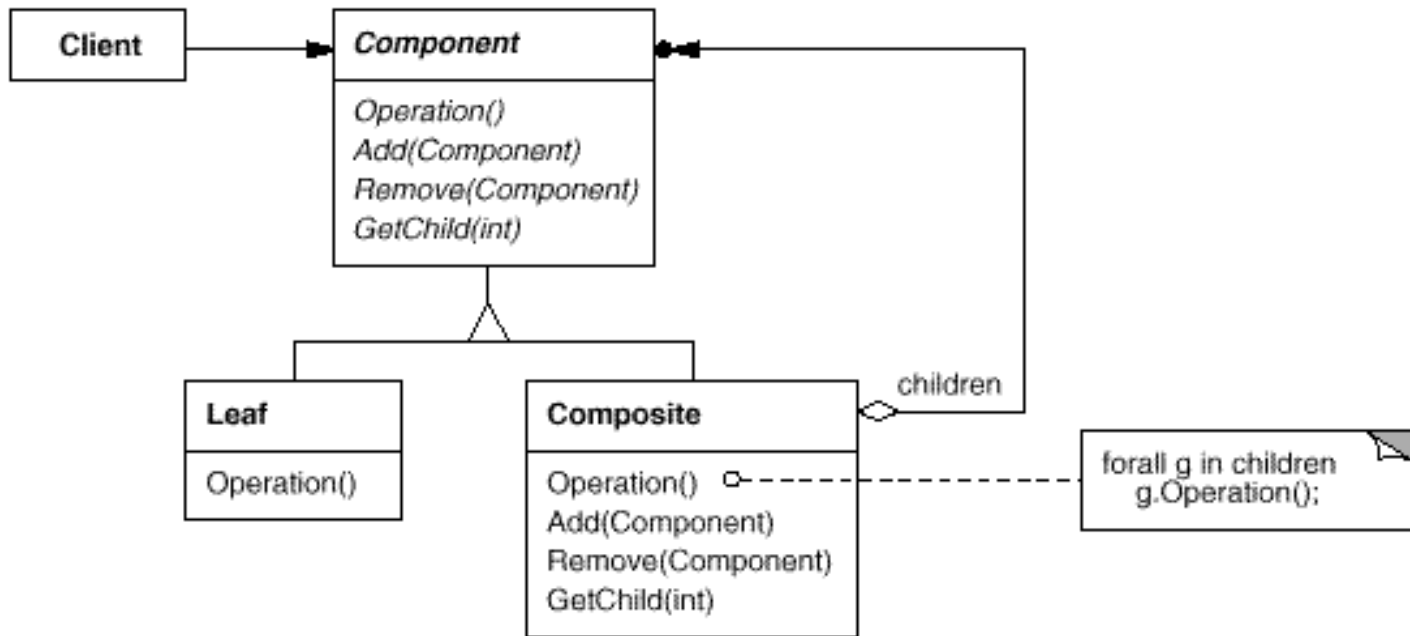 Client
Component
Operation()
Add(Component)
Remove(Component)
GetChild(int)
Leaf
Operation()
Composite
Operation()
Add(Component)
Remove(Component)
GetChild(int)
children
forall g in children
g.Operation();